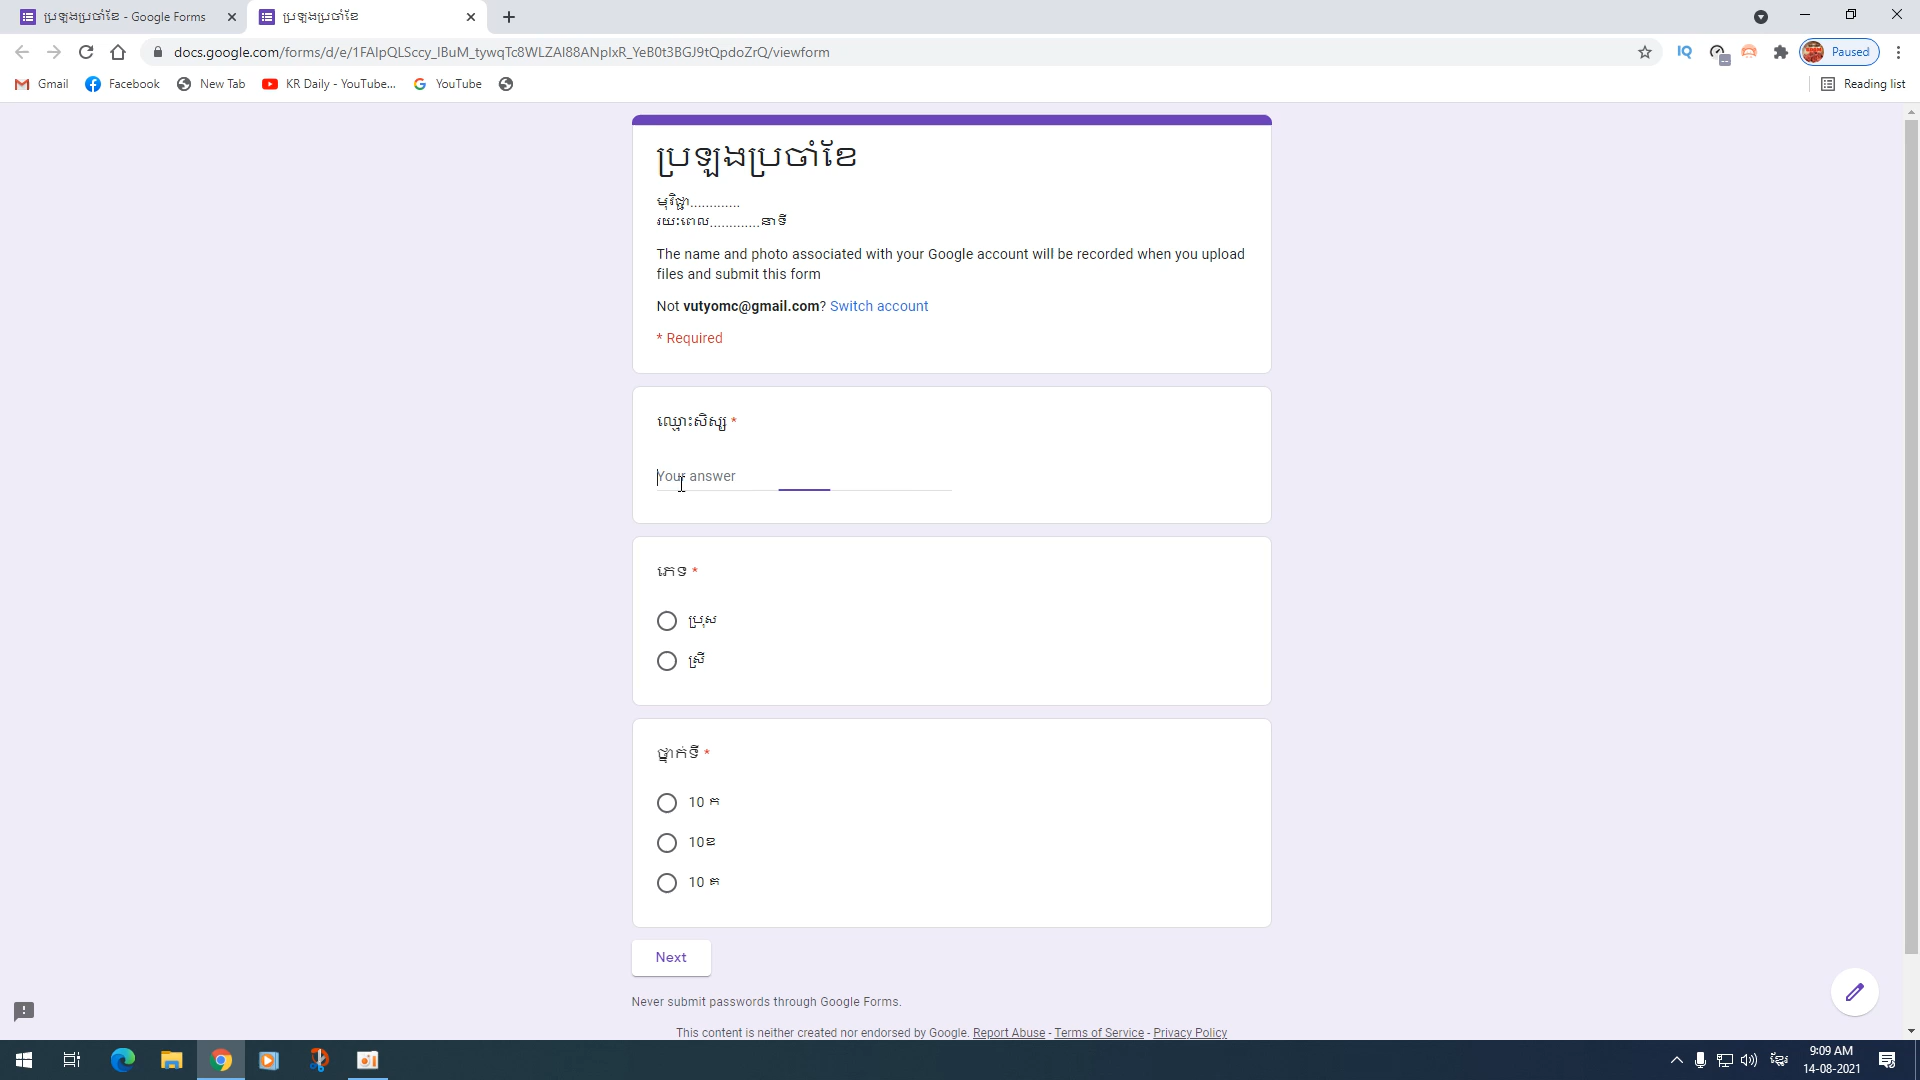 ប្រឡងប្រចាំខែ - Google Forms
ប្រឡងប្រចាំខែ
docs.google.com/forms/d/e/1FAIpQLSccy_lBuM_tywqTc8WLZAl88ANplxR_YeB0t3BGJ9tQpdoZrQ/viewform
Paused
Gmail
Facebook
New Tab
KR Daily - YouTube...
YouTube
Reading list
ប្រឡងប្រចាំខែ
មុវិជ្ជា.............
រយះពេល.............នាទី
The name and photo associated with your Google account will be recorded when you upload
files and submit this form
Not vutyomc@gmail.com? Switch account
* Required
ឈ្មោះសិស្ស *
Your answer
ភេទ *
ប្រុស
ស្រី
ថ្នាក់ទី *
10 ក
10ខ
10 គ
Next
Never submit passwords through Google Forms.
This content is neither created nor endorsed by Google. Report Abuse - Terms of Service - Privacy Policy
9:09 AM
14-08-2021